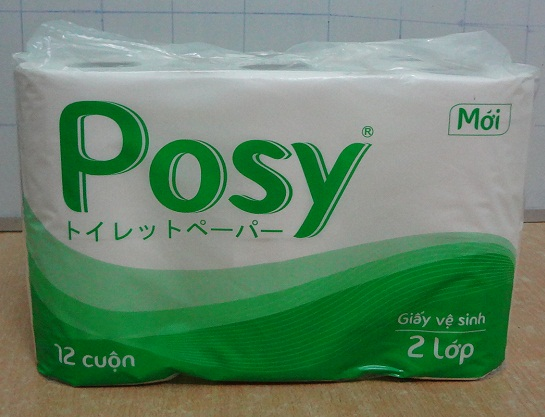 Posy®
Mới
トイレットペーパー
Giấy vệ sinh
12 cuộn
2 lớp